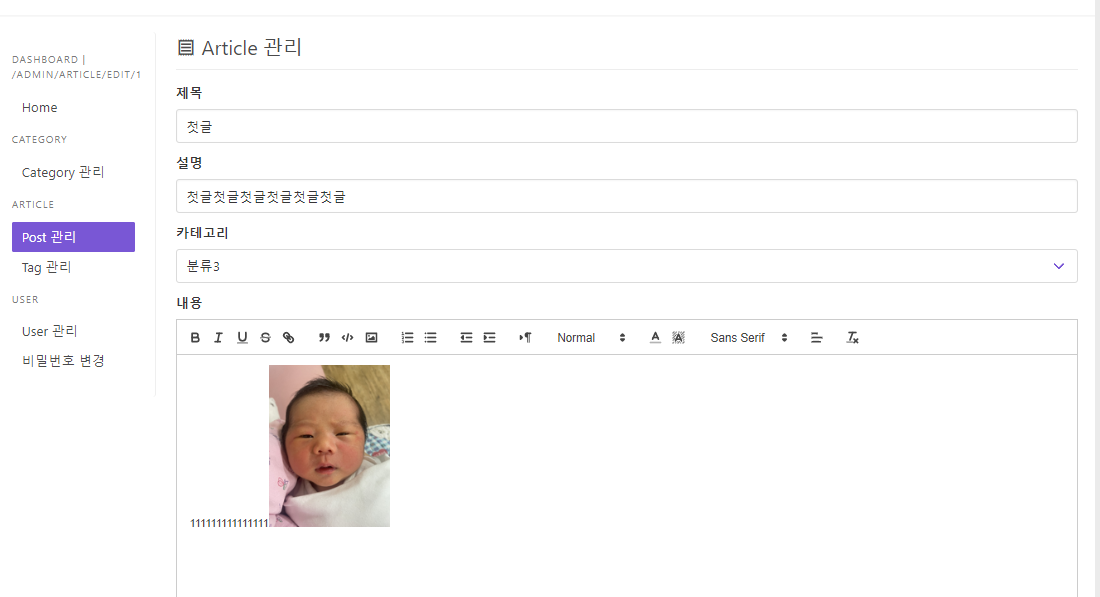 DASHBOARD |
/ADMIN/ARTICLE/EDIT/1
Home
CATEGORY
Category 관리
ARTICLE
Post 관리
Tag 관리
USER
User 관리
비밀번호 변경
Article 관리
제목
첫글
설명
첫글첫글첫글첫글첫글첫글
카테고리
분류3
내용
Normal
Sans Serif
111111111111111